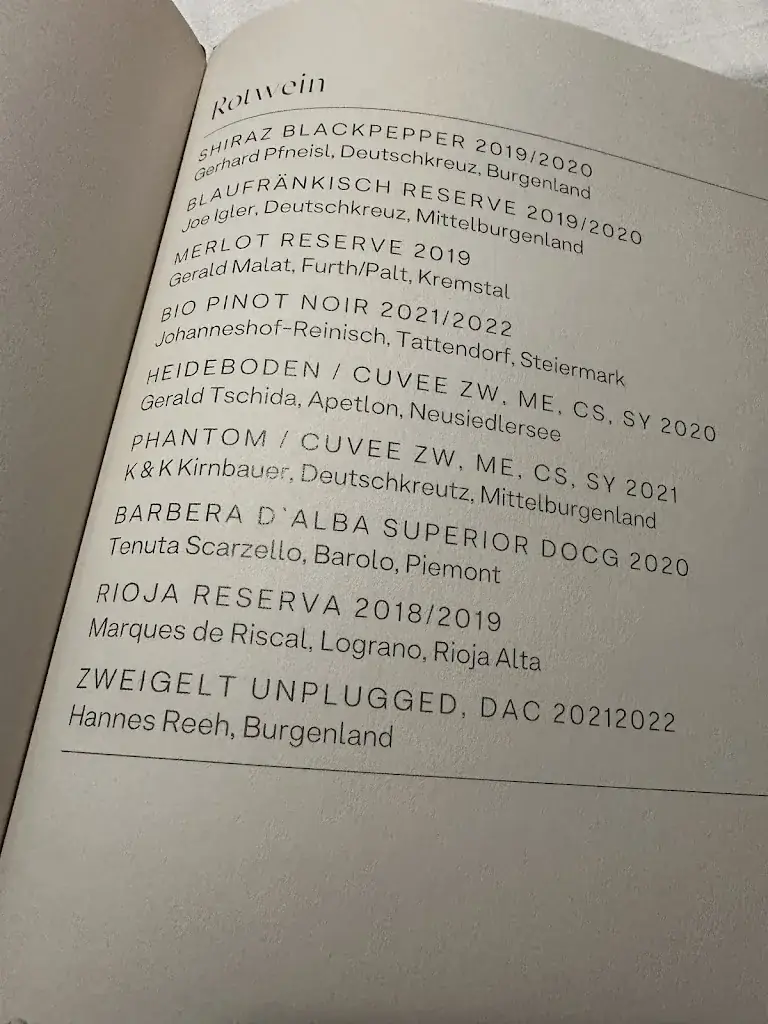 Rotwein
SHIRAZ BLACKPEPPER 2019/2020
Gerhard Pfneisl, Deutschkreuz, Burgenland
BLAUFRÄNKISCH RESERVE 2019/2020
Joe Igler, Deutschkreuz, Mittelburgenland
MERLOT RESERVE 2019
Gerald Malat, Furth/Palt, Kremstal
BIO PINOT NOIR 2021/2022
Johanneshof-Reinisch, Tattendorf, Steiermark
HEIDEBODEN / CUVEE ZW, ME, CS, SY 2020
Gerald Tschida, Apetlon, Neusiedlersee
PHANTOM / CUVEE ZW, ME, CS, SY 2021
K & K Kirnbauer, Deutschkreutz, Mittelburgenland
BARBERA D`ALBA SUPERIOR DOCG 2020
Tenuta Scarzello, Barolo, Piemont
RIOJA RESERVA 2018/2019
Marques de Riscal, Lograno, Rioja Alta
ZWEIGELT UNPLUGGED, DAC 20212022
Hannes Reeh, Burgenland